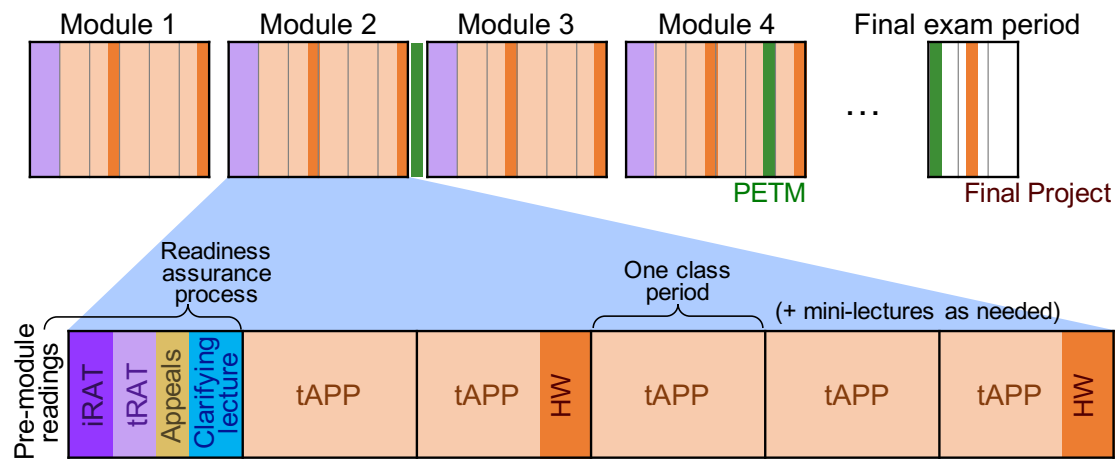 Module 1
Module 2
Module 3
Module 4
Final exam period
...
PETM
Final Project
Readiness
assurance
process
One class
period
(+ mini-lectures as needed)
Pre-module
readings
iRAT
tRAT
Appeals
Clarifying
lecture
tAPP
tAPP
HW
tAPP
tAPP
tAPP
HW